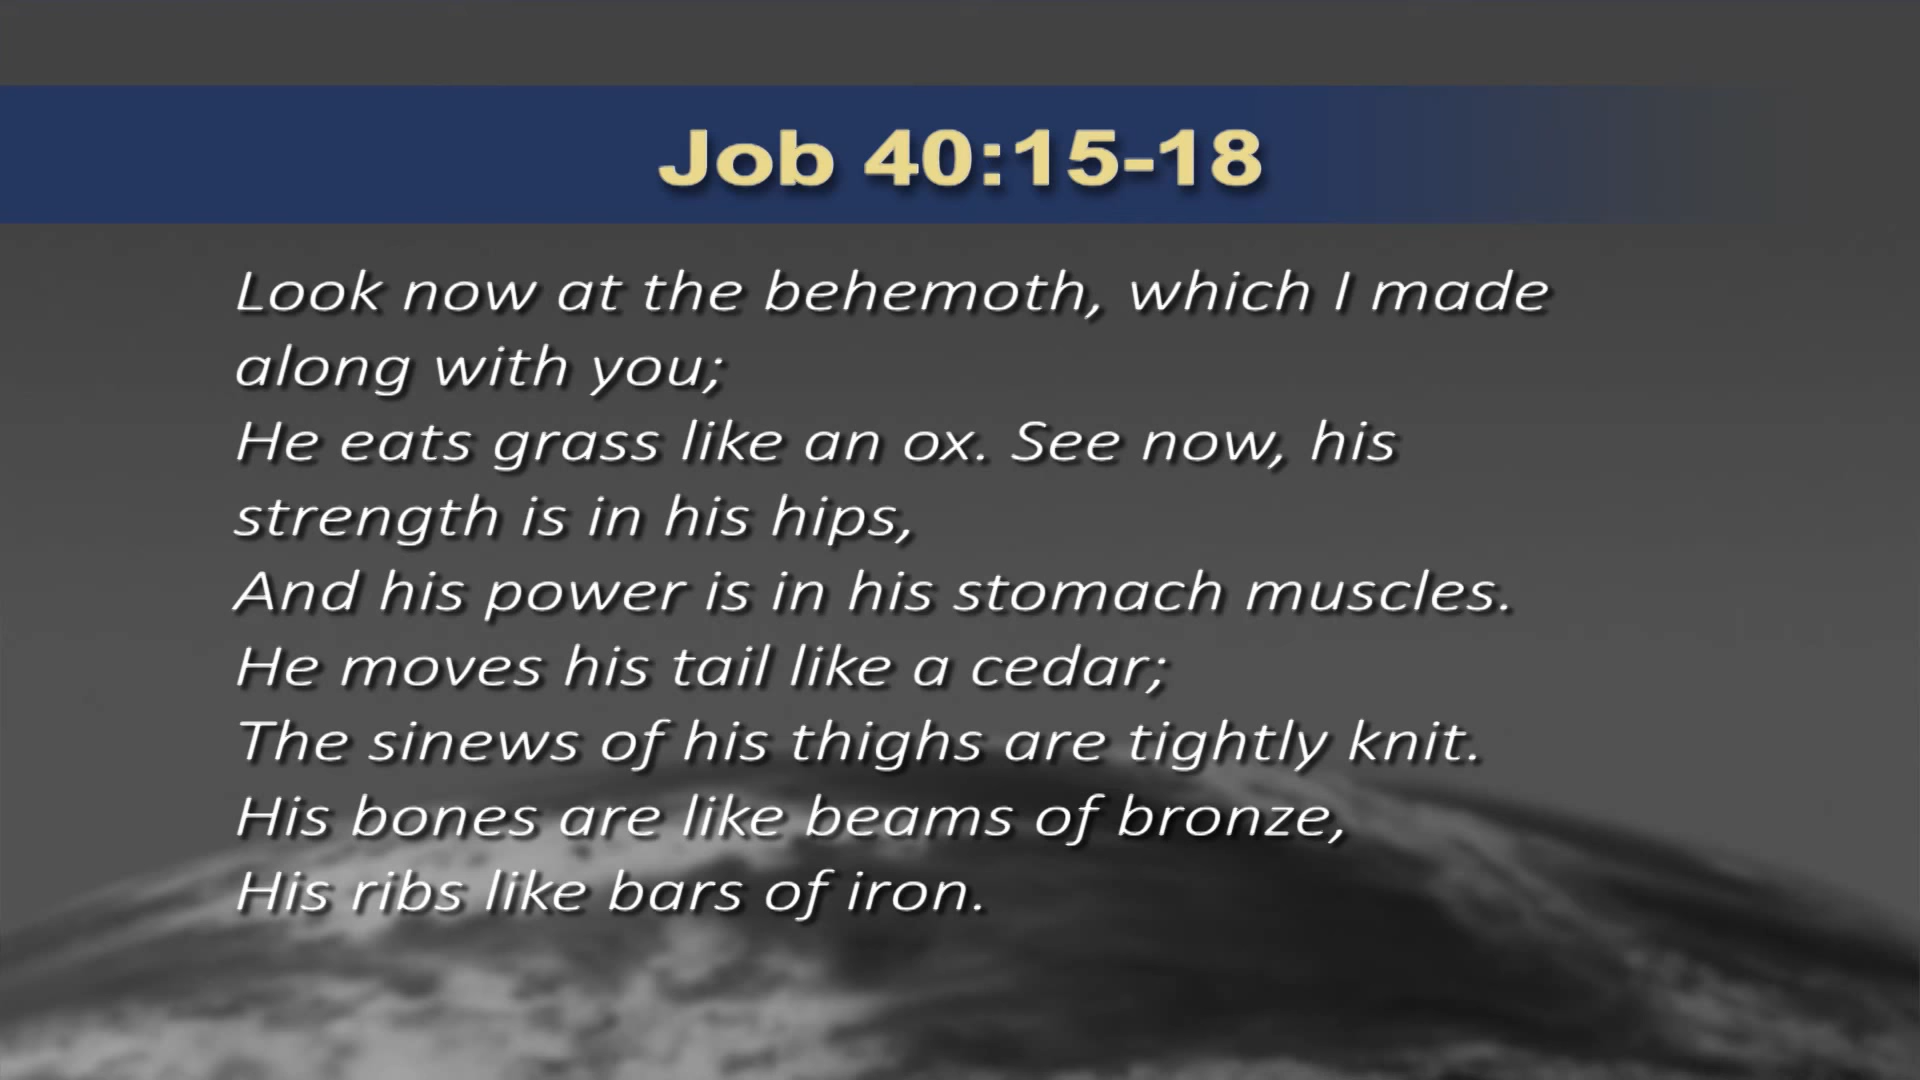 Job 40:15-18
Look now at the behemoth, which I made
along with you;
He eats grass like an ox. See now, his
strength is in his hips,
And his power is in his stomach muscles.
He moves his tail like a cedar;
The sinews of his thighs are tightly knit.
His bones are like beams of bronze,
His ribs like bars of iron.